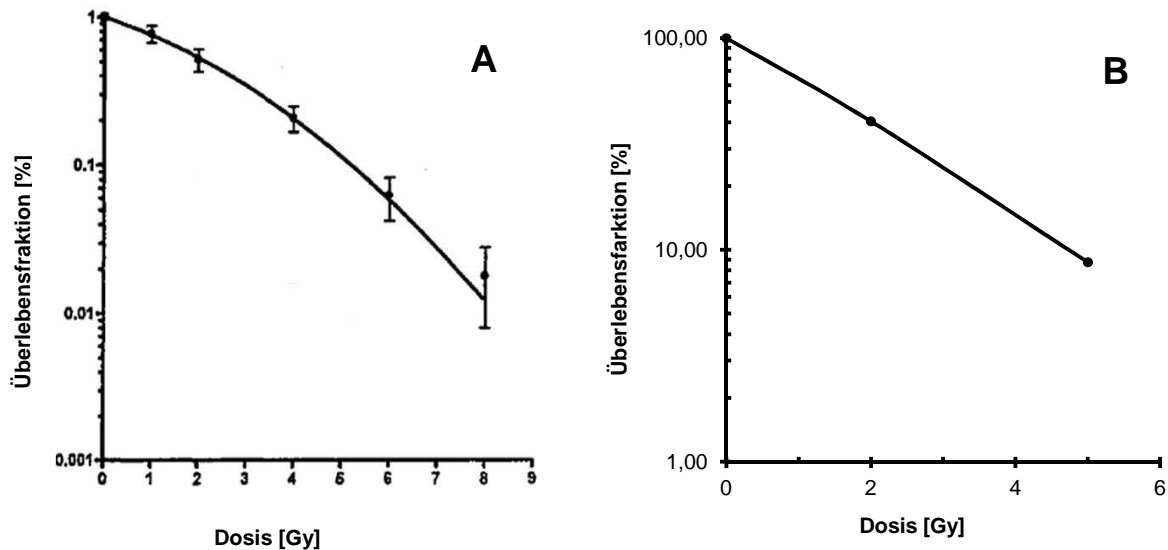 A
Überlebensfraktion [%]
1
0.1
0.01
0.001
0 1 2 3 4 5 6 7 8 9
Dosis [Gy]
B
Überlebensfarktion [%]
100,00
10,00
1,00
0 2 4 6
Dosis [Gy]